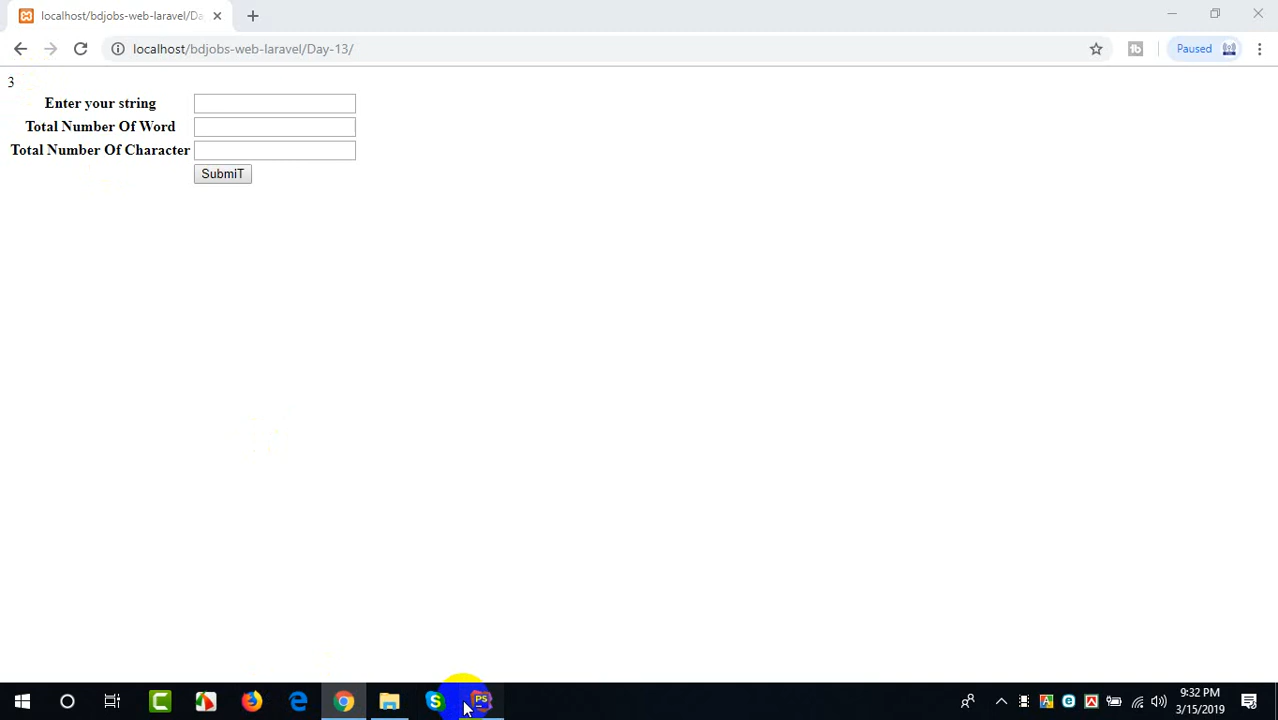 localhost/bdjobs-web-laravel/Da
localhost/bdjobs-web-laravel/Day-13/
Paused
3
Enter your string
Total Number Of Word
Total Number Of Character
SubmiT
9:32 PM
3/15/2019